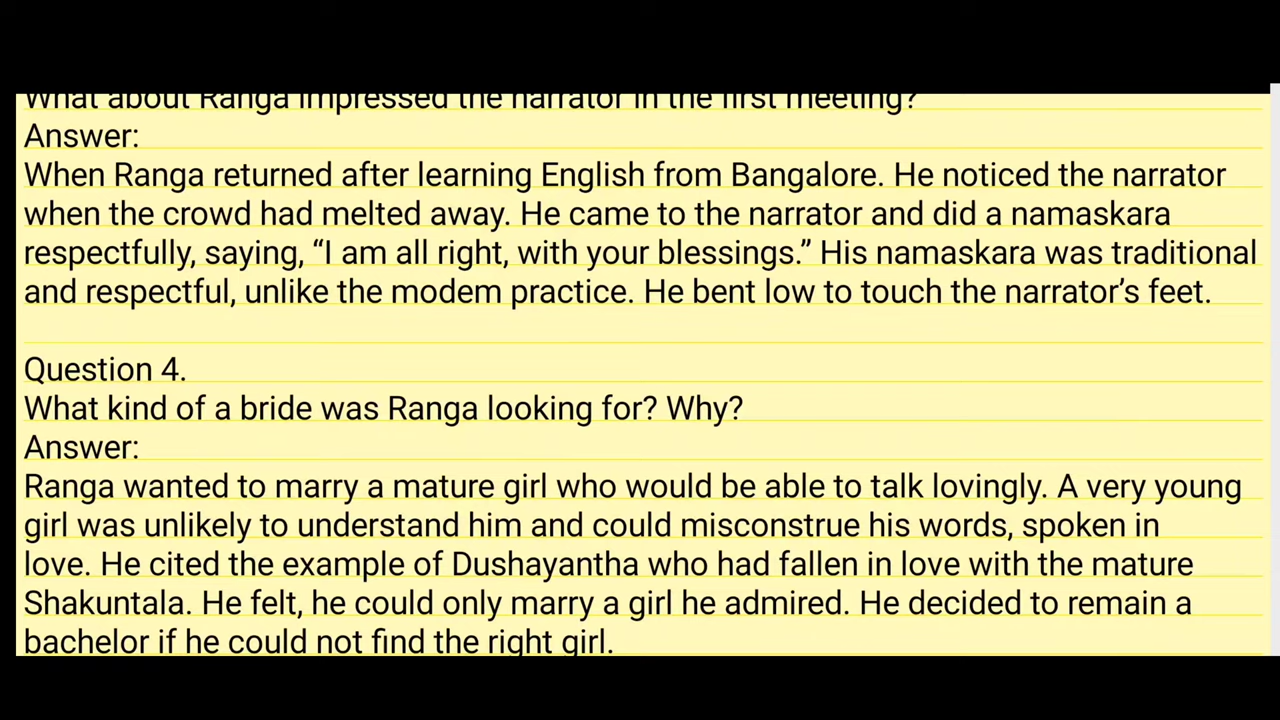 What about Ranga impressed the narrator in the first meeting?
Answer:
When Ranga returned after learning English from Bangalore. He noticed the narrator
when the crowd had melted away. He came to the narrator and did a namaskara
respectfully, saying, “I am all right, with your blessings.” His namaskara was traditional
and respectful, unlike the modem practice. He bent low to touch the narrator’s feet.
Question 4.
What kind of a bride was Ranga looking for? Why?
Answer:
Ranga wanted to marry a mature girl who would be able to talk lovingly. A very young
girl was unlikely to understand him and could misconstrue his words, spoken in
love. He cited the example of Dushayantha who had fallen in love with the mature
Shakuntala. He felt, he could only marry a girl he admired. He decided to remain a
bachelor if he could not find the right girl.